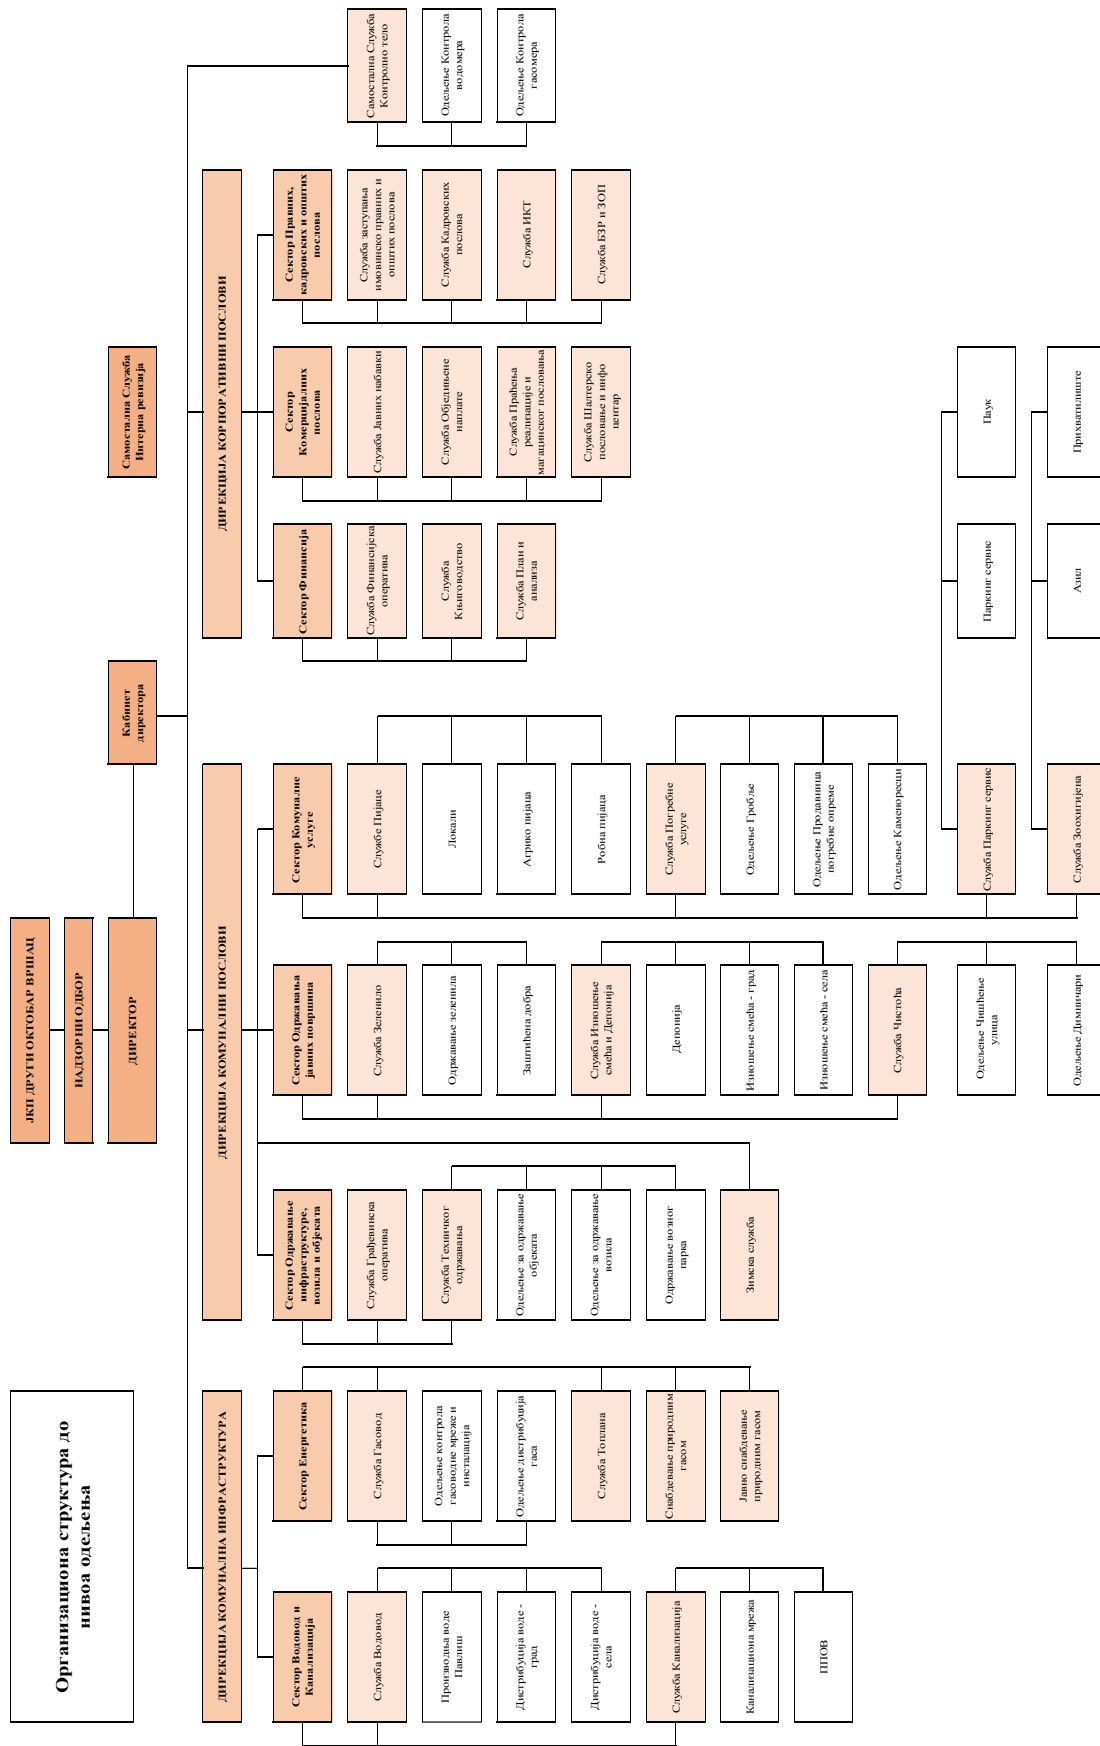 Организациона структура до
нивоа одељења
ЈКП ДРУГИ ОКТОБАР ВРШАЦ
НАДЗОРНИ ОДБОР
ДИРЕКТОР
Кабинет
директора
Самостална Служба
Интерна ревизија
ДИРЕКЦИЈА КОМУНАЛНА ИНФРАСТРУКТУРА
Сектор Водовод и
Канализација
Служба Водовод
Производња воде
Павлиш
Дистрибуција воде -
град
Дистрибуција воде -
села
Служба Канализација
Канализациона мрежа
ППОВ
Сектор Енергетика
Служба Гасовод
Одељење контрола
гасоводне мреже и
инсталација
Одељење дистрибуција
гаса
Служба Топлана
Снабдевање природним
гасом
Јавно снабдевање
природним гасом
ДИРЕКЦИЈА КОМУНАЛНИ ПОСЛОВИ
Сектор Одржавање
инфраструктуре,
возила и објеката
Служба Грађевинска
оператива
Служба Техничког
одржавања
Одељење за одржавање
објеката
Одељење за одржавање
возила
Одржавање возног
парка
Зимска служба
Сектор Одржавања
јавних површина
Служба Зеленило
Одржавање зеленила
Заштићена добра
Служба Изношење
смећа и Депонија
Депонија
Изношење смећа - град
Изношење смећа - села
Служба Чистоћа
Одељење Чишћење
улица
Одељење Димничари
Сектор Комуналне
услуге
Службе Пијаце
Локали
Агрико пијаца
Робна пијаца
Служба Погребне
услуге
Одељење Гробље
Одељење Продавница
погребне опреме
Одељење Каменоресци
Служба Паркинг сервис
Паркинг сервис
Паук
Служба Зоохигијена
Азил
Прихватилиште
ДИРЕКЦИЈА КОРПОРАТИВНИ ПОСЛОВИ
Сектор Финансија
Служба Финансијска
оператива
Служба
Књиговодство
Служба План и
анализа
Сектор
Комерцијалних
послова
Служба Јавних набавки
Служба Обједињене
наплате
Служба Праћења
реализације и
магацинског пословања
Служба Шалтерско
пословање и инфо
центар
Сектор Правних,
кадровских и општих
послова
Служба заступања
имовинско правних и
општих послова
Служба Кадровских
послова
Служба ИКТ
Служба БЗР и ЗОП
Самостална Служба
Контролно тело
Одељење Контрола
водомера
Одељење Контрола
гасомера